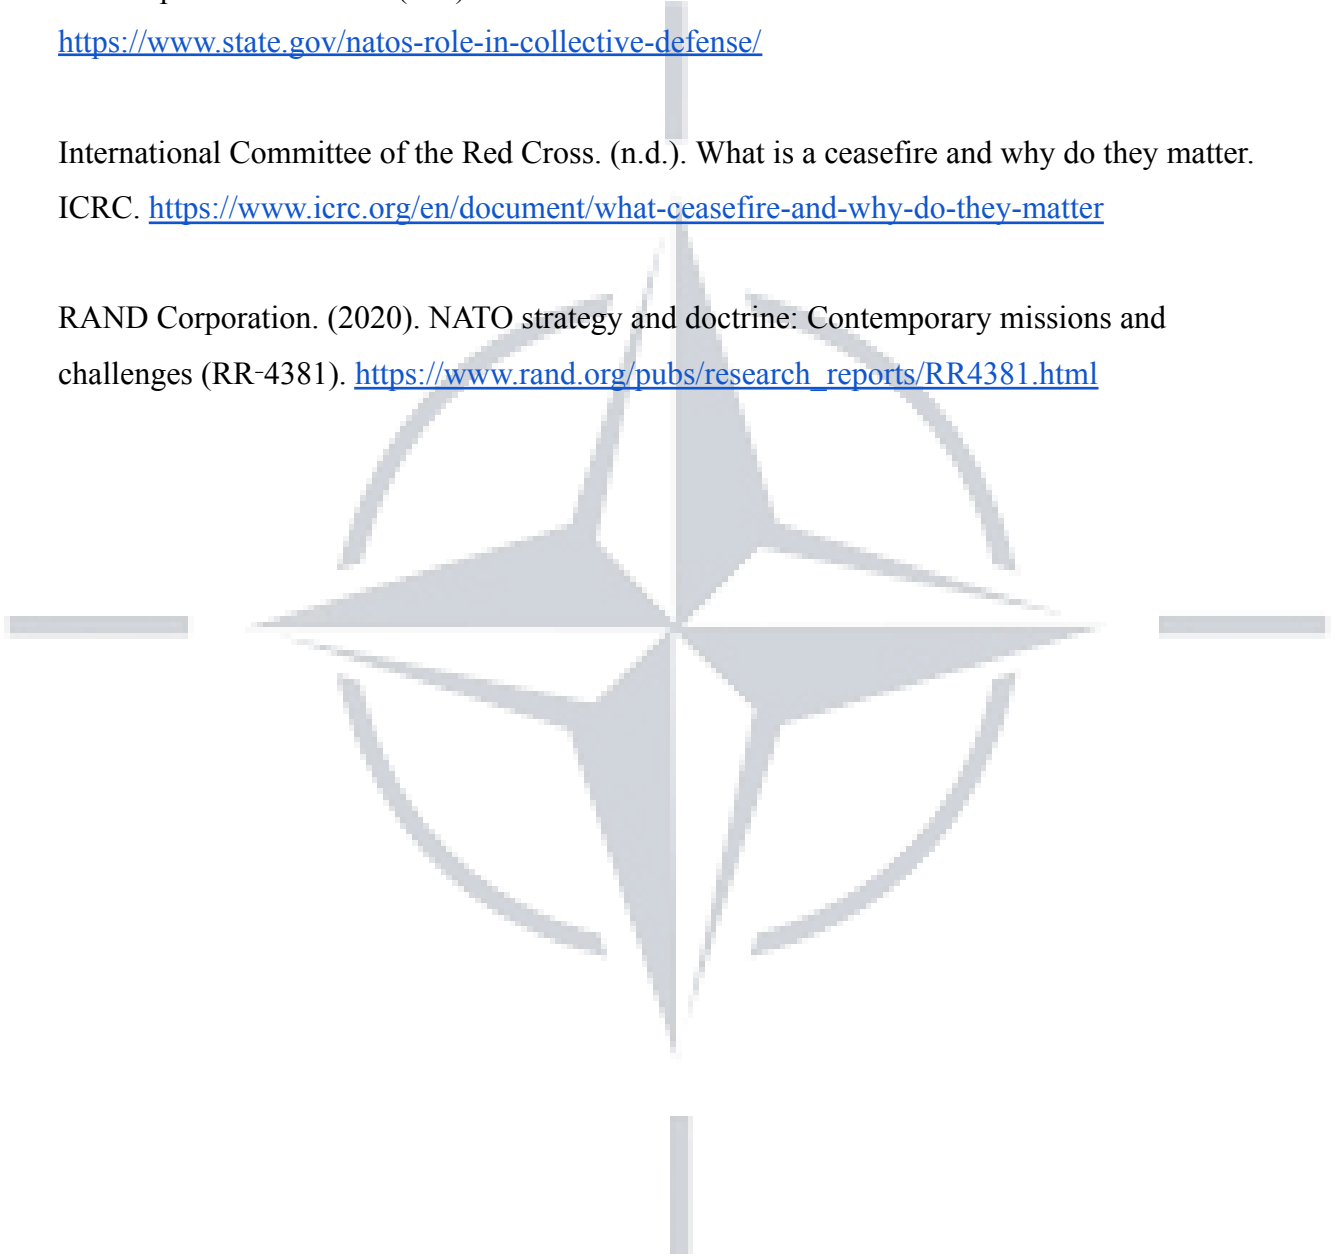 https://www.state.gov/natos-role-in-collective-defense/
International Committee of the Red Cross. (n.d.). What is a ceasefire and why do they matter.
ICRC. https://www.icrc.org/en/document/what-ceasefire-and-why-do-they-matter
RAND Corporation. (2020). NATO strategy and doctrine: Contemporary missions and
challenges (RR-4381). https://www.rand.org/pubs/research_reports/RR4381.html